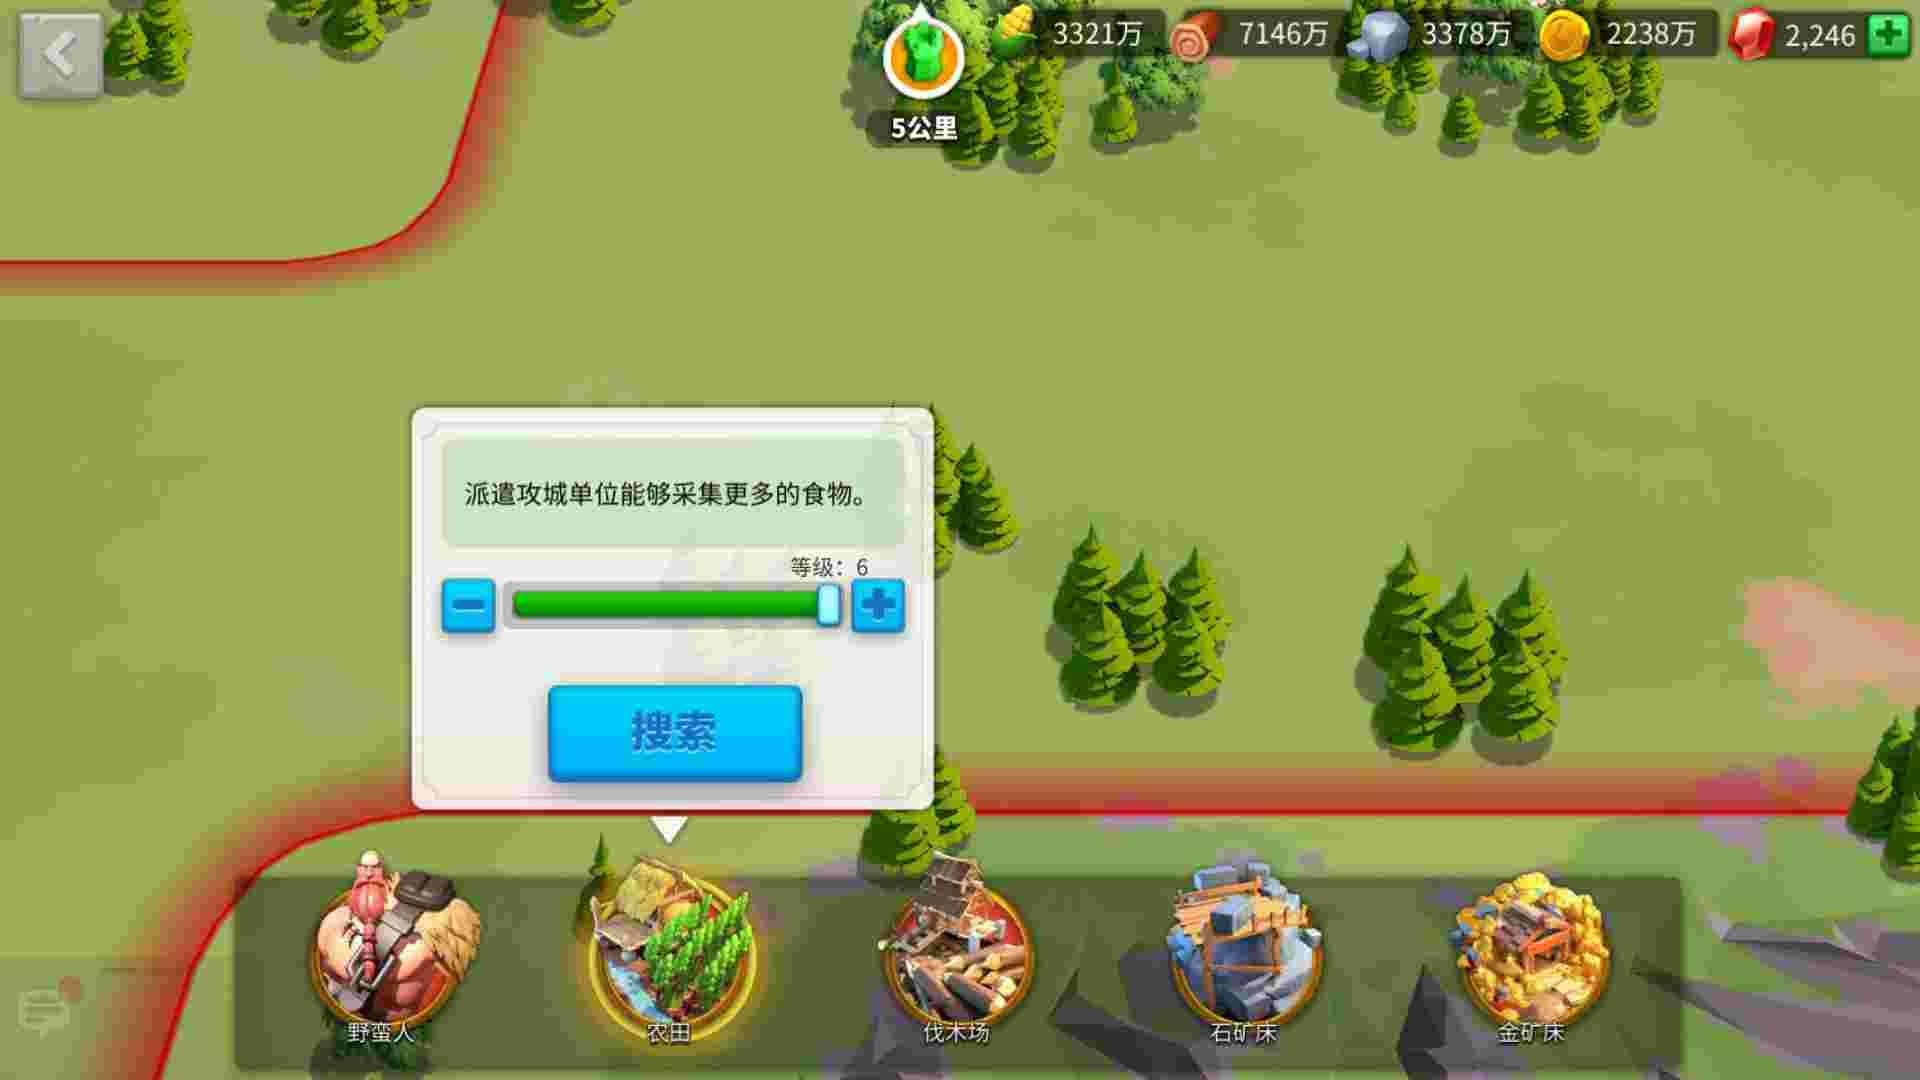 3321万
7146万
3378万
2238万
2,246
5公里
派遣攻城单位能够采集更多的食物。
等级：6
搜索
野蛮人
农田
伐木场
石矿床
金矿床